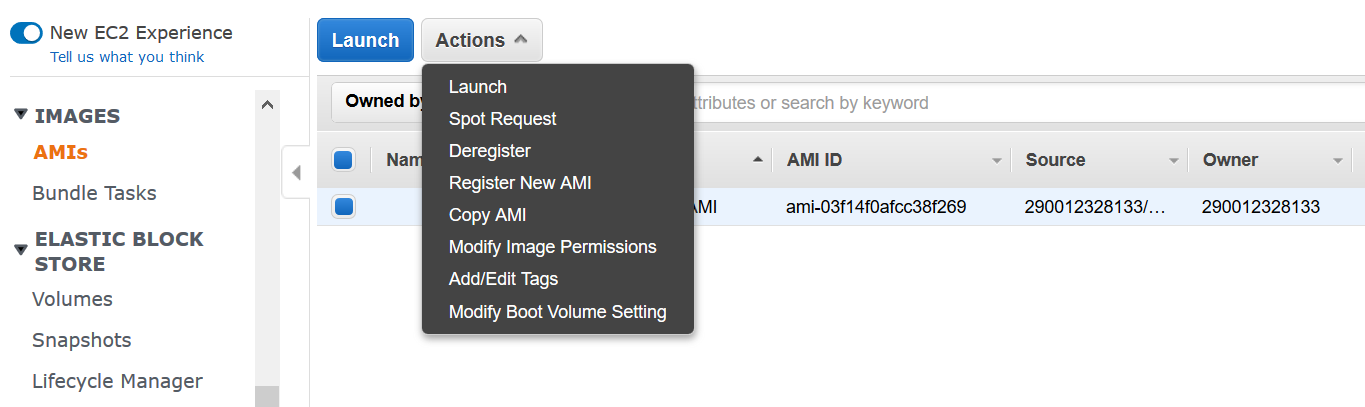 New EC2 Experience
Tell us what you think
IMAGES
AMIs
Bundle Tasks
ELASTIC BLOCK
STORE
Volumes
Snapshots
Lifecycle Manager
Launch Actions
Launch
Spot Request
Deregister
Register New AMI
Copy AMI
Modify Image Permissions
Add/Edit Tags
Modify Boot Volume Setting
Owned by or search by keyword
AMI ID Source Owner
AMI ami-03f14f0afcc38f269 290012328133/… 290012328133